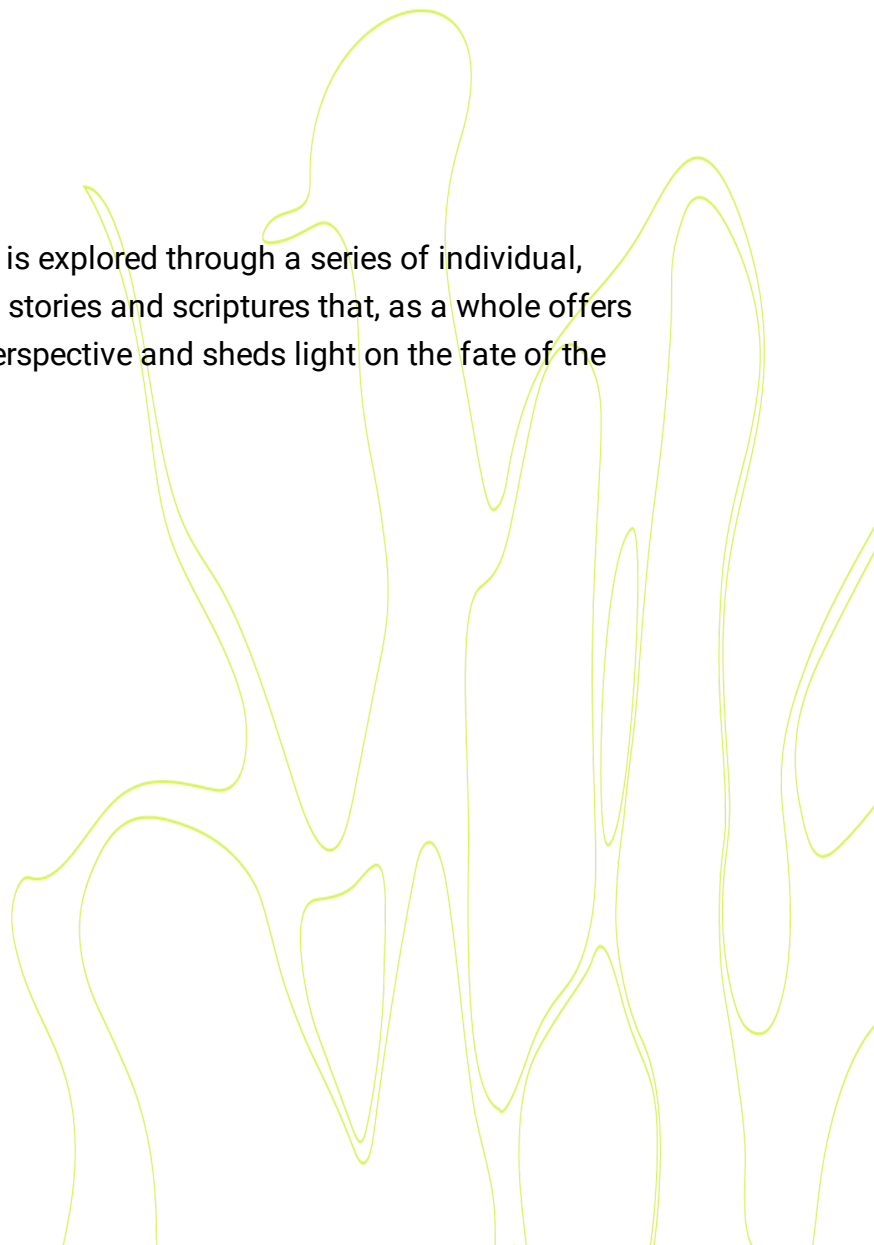 is explored through a series of individual,
stories and scriptures that, as a whole offers
erspective and sheds light on the fate of the